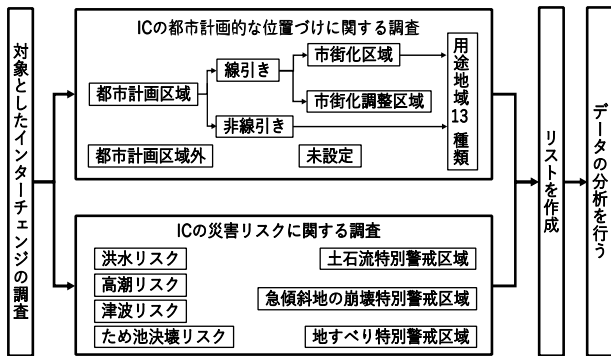 対象としたインターチェンジの調査
ICの都市計画的な位置づけに関する調査
都市計画区域
線引き
非線引き
市街化区域
市街化調整区域
用途地域13種類
都市計画区域外
未設定
ICの災害リスクに関する調査
洪水リスク
高潮リスク
津波リスク
ため池決壊リスク
土石流特別警戒区域
急傾斜地の崩壊特別警戒区域
地すべり特別警戒区域
リストを作成
データの分析を行う